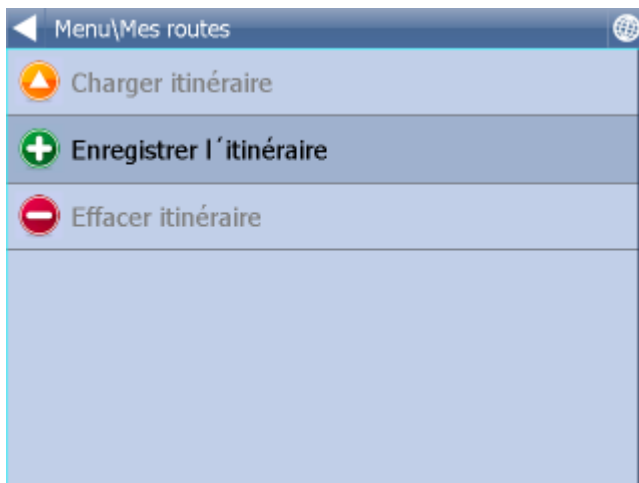 Menu\Mes routes
Charger itinéraire
Enregistrer l´itinéraire
Effacer itinéraire